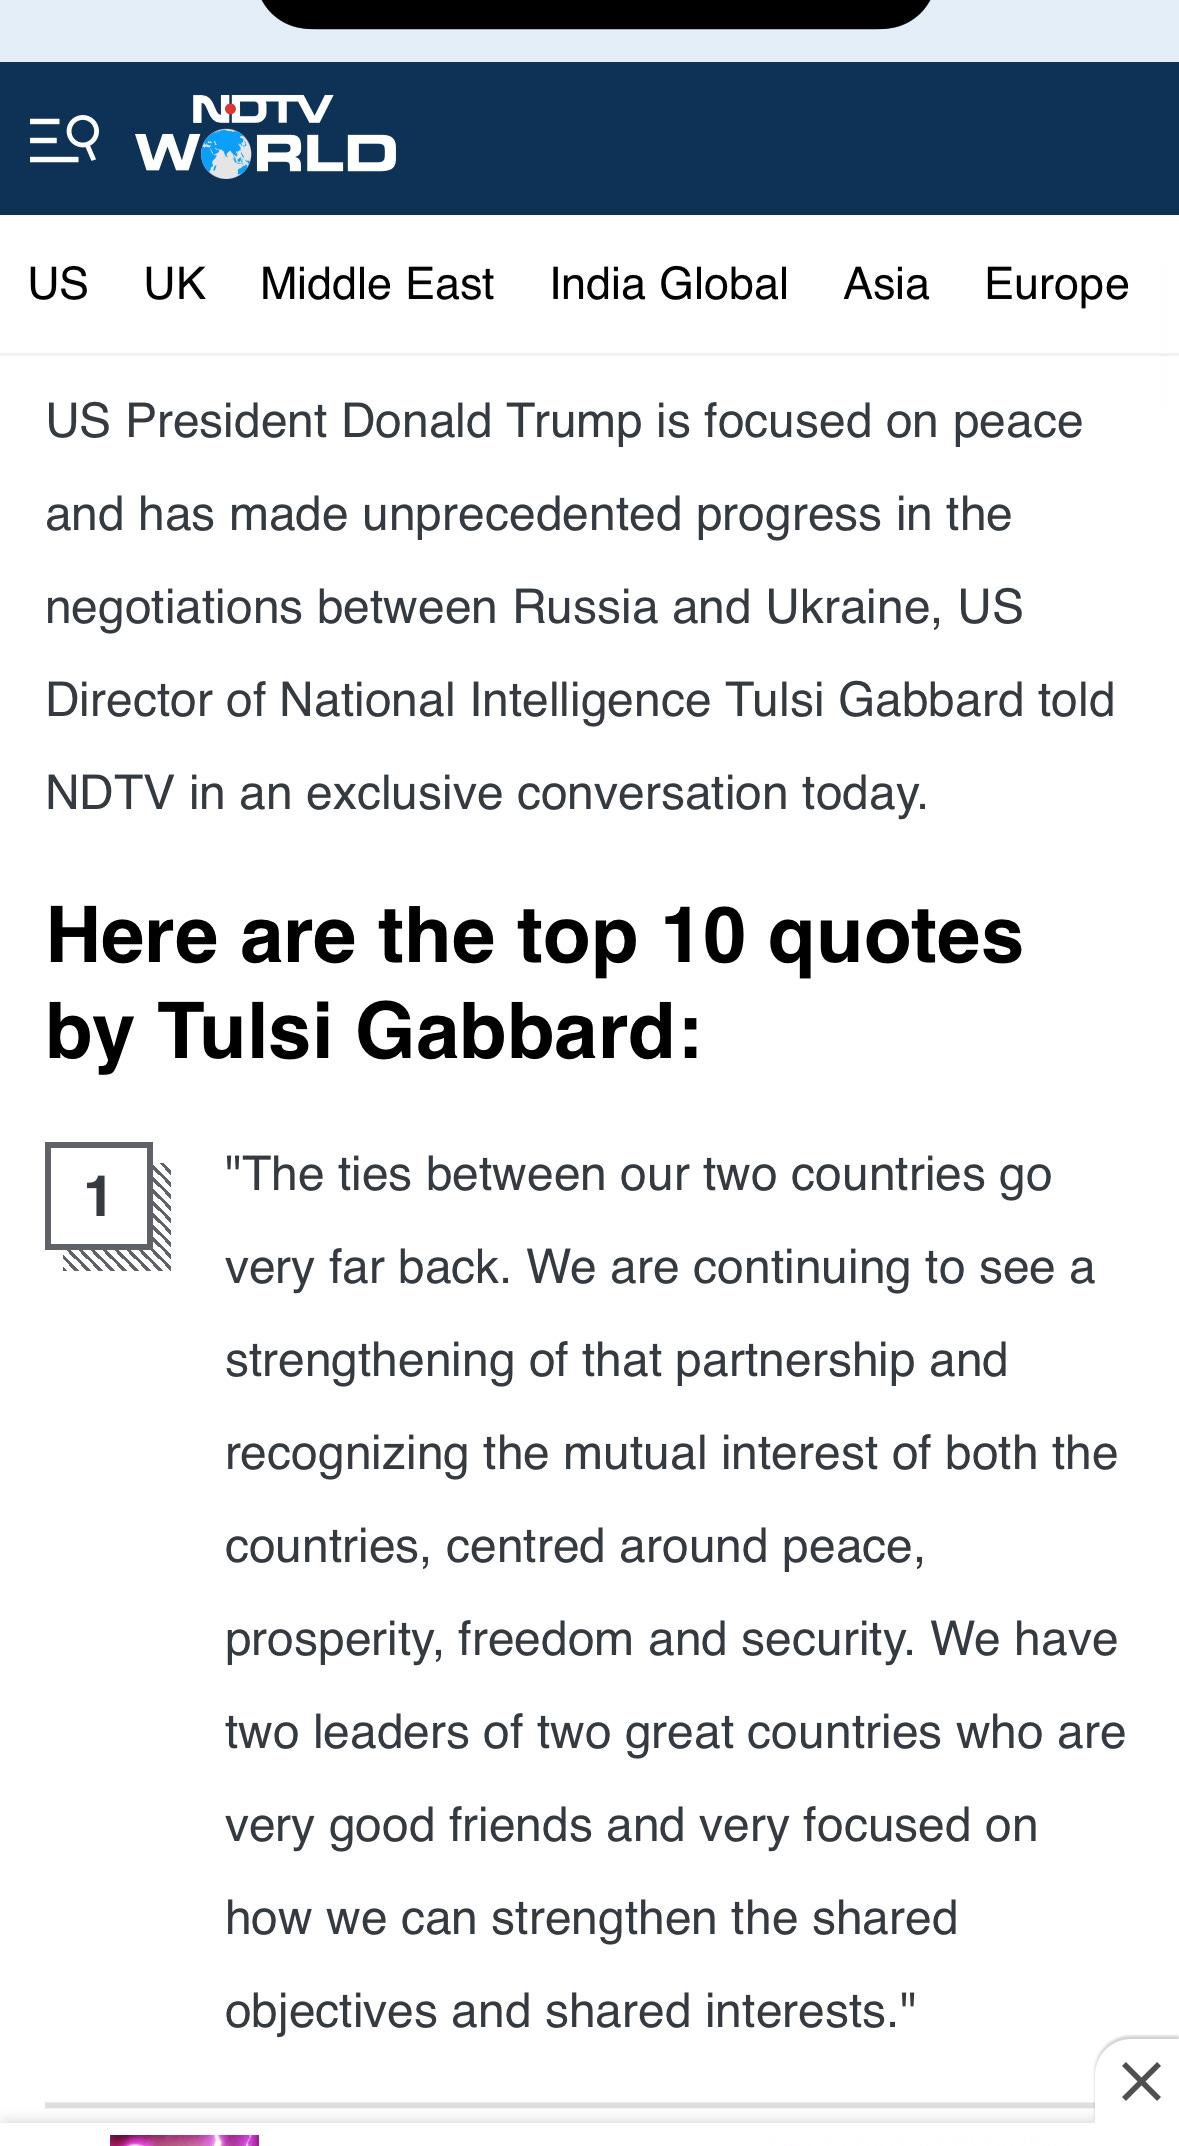 NDTV
WORLD
US UK Middle East India Global Asia Europe
US President Donald Trump is focused on peace
and has made unprecedented progress in the
negotiations between Russia and Ukraine, US
Director of National Intelligence Tulsi Gabbard told
NDTV in an exclusive conversation today.
Here are the top 10 quotes
by Tulsi Gabbard:
1
"The ties between our two countries go
very far back. We are continuing to see a
strengthening of that partnership and
recognizing the mutual interest of both the
countries, centred around peace,
prosperity, freedom and security. We have
two leaders of two great countries who are
very good friends and very focused on
how we can strengthen the shared
objectives and shared interests."